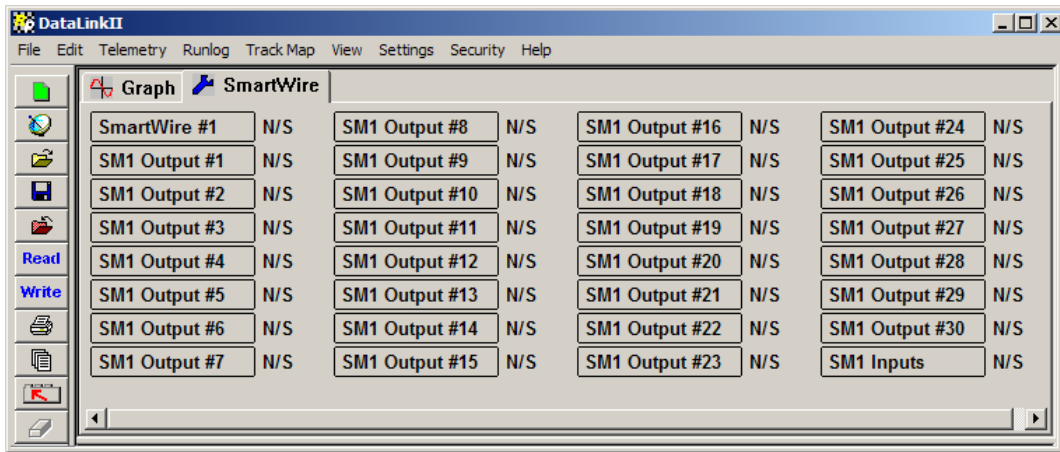 DataLinkII
File Edit Telemetry Runlog Track Map View Settings Security Help
Graph SmartWire
SmartWire #1 N/S SM1 Output #8 N/S SM1 Output #16 N/S SM1 Output #24 N/S
SM1 Output #1 N/S SM1 Output #9 N/S SM1 Output #17 N/S SM1 Output #25 N/S
SM1 Output #2 N/S SM1 Output #10 N/S SM1 Output #18 N/S SM1 Output #26 N/S
SM1 Output #3 N/S SM1 Output #11 N/S SM1 Output #19 N/S SM1 Output #27 N/S
Read SM1 Output #4 N/S SM1 Output #12 N/S SM1 Output #20 N/S SM1 Output #28 N/S
Write SM1 Output #5 N/S SM1 Output #13 N/S SM1 Output #21 N/S SM1 Output #29 N/S
SM1 Output #6 N/S SM1 Output #14 N/S SM1 Output #22 N/S SM1 Output #30 N/S
SM1 Output #7 N/S SM1 Output #15 N/S SM1 Output #23 N/S SM1 Inputs N/S